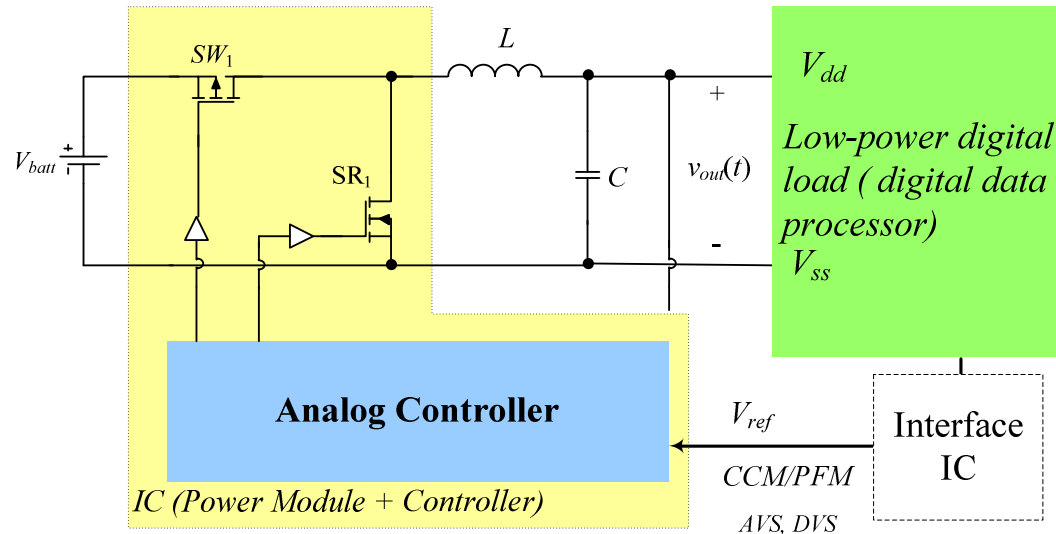 SW1
L
Vbatt
+
-
SR1
C
+
vout(t)
-
Vdd
Low-power digital
load ( digital data
processor)
Vss
Analog Controller
IC (Power Module + Controller)
Vref
CCM/PFM
AVS, DVS
Interface
IC